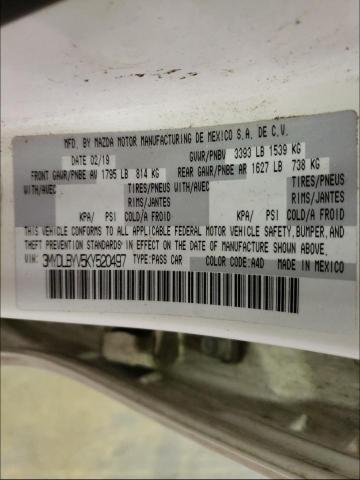 MFD. BY MAZDA MOTOR MANUFACTURING DE MEXICO S.A. DE C.V.
DATE 02/19 GVWR/PNBV 3393 LB 1539 KG
FRONT GAWR/PNBE AV 1795 LB 814 KG REAR GAWR/PNBE AR 1627 LB 738 KG
WITH/AVEC TIRES/PNEUS WITH/AVEC TIRES/PNEUS
RIMS/JANTES RIMS/JANTES
KPA/ PSI COLD/A FROID KPA/ PSI COLD/A FROID
THIS VEHICLE CONFORMS TO ALL APPLICABLE FEDERAL MOTOR VEHICLE SAFETY, BUMPER, AND
THEFT PREVENTION STANDARDS IN EFFECT ON THE DATE OF MANUFACTURE SHOWN ABOVE.
VIN: 3MYDLBYV5KY520497 TYPE:PASS CAR COLOR CODE:A4D MADE IN MEXICO